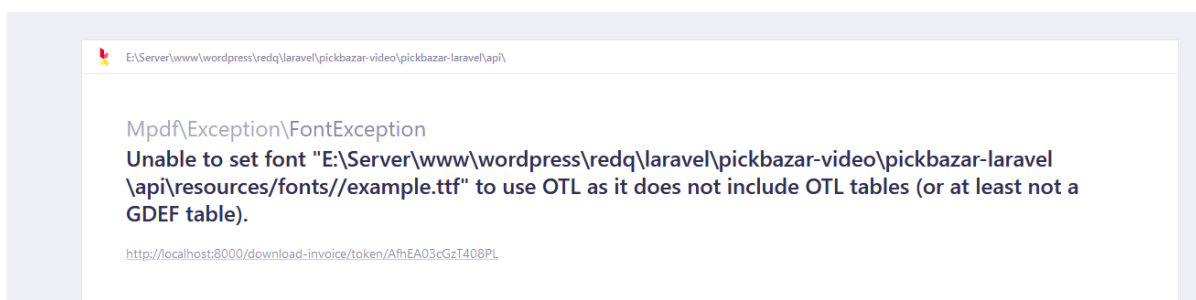 E:\Server\www\wordpress\redq\laravel\pickbazar-video\pickbazar-laravel\api\
Mpdf\Exception\FontException
Unable to set font "E:\Server\www\wordpress\redq\laravel\pickbazar-video\pickbazar-laravel
\api\resources/fonts//example.ttf" to use OTL as it does not include OTL tables (or at least not a
GDEF table).
http://localhost:8000/download-invoice/token/AfhEA03cGzT408PL